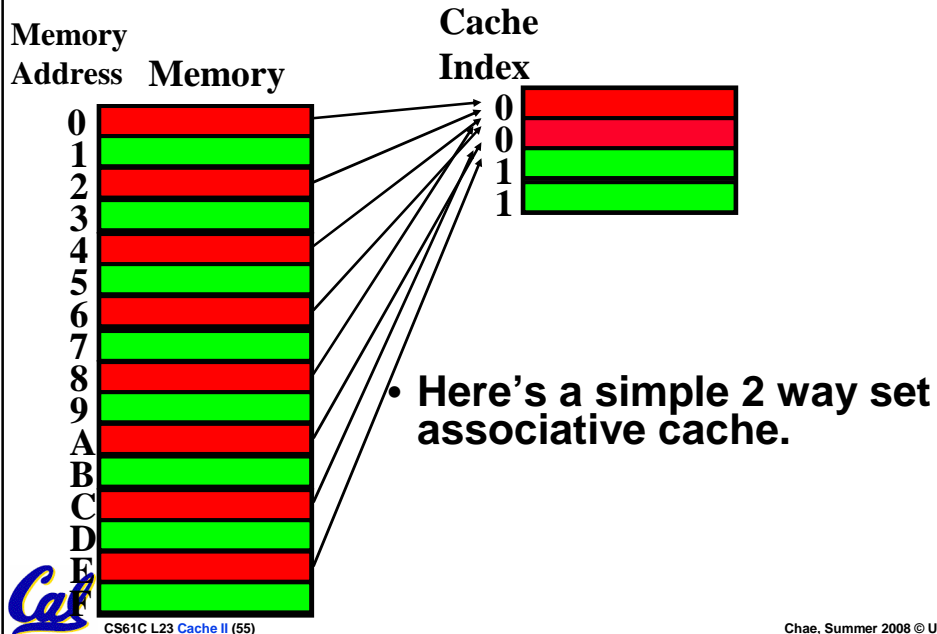 Memory
Address
Memory
Cache
Index
0
1
2
3
4
5
6
7
8
9
A
B
C
D
E
F
0
0
1
1
• Here's a simple 2 way set
associative cache.
Cal
CS61C L23 Cache II (55)
Chae, Summer 2008 © U